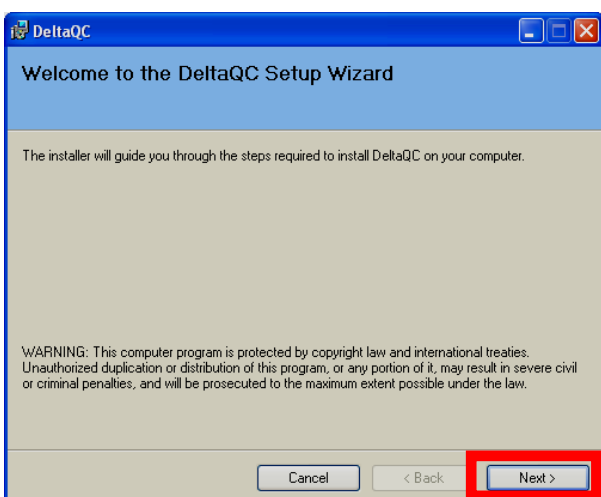 DeltaQC
Welcome to the DeltaQC Setup Wizard
The installer will guide you through the steps required to install DeltaQC on your computer.
WARNING: This computer program is protected by copyright law and international treaties.
Unauthorized duplication or distribution of this program, or any portion of it, may result in severe civil
or criminal penalties, and will be prosecuted to the maximum extent possible under the law.
Cancel < Back Next >